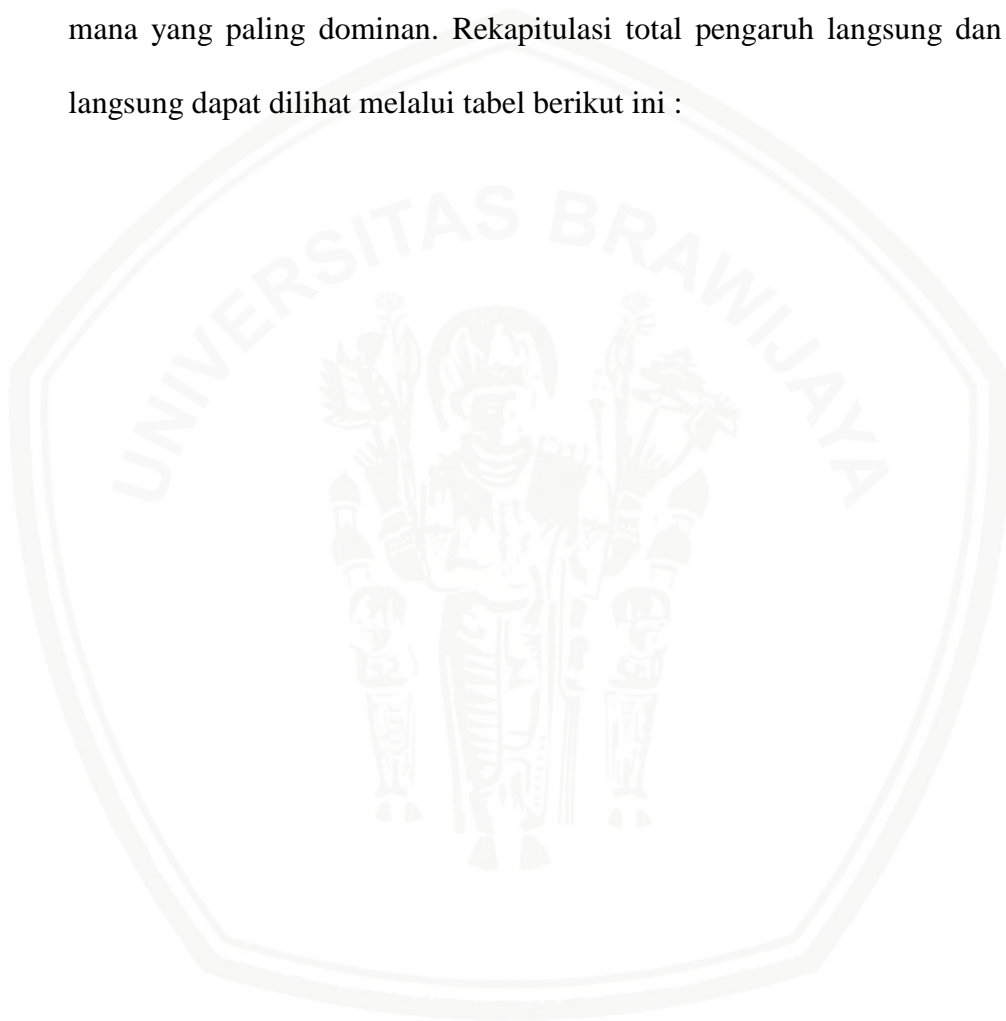 mana yang paling dominan. Rekapitulasi total pengaruh langsung dan
langsung dapat dilihat melalui tabel berikut ini :
UNIVERSITAS BRAWIJAYA